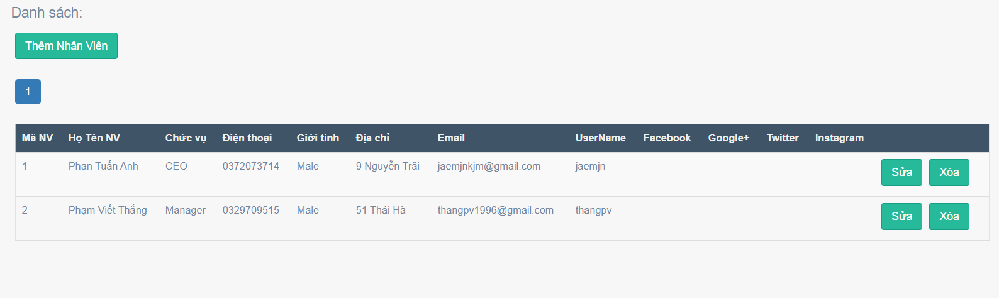 Danh sách:
Thêm Nhân Viên
1
Mã NV Họ Tên NV Chức vụ Điện thoại Giới tính Địa chỉ Email UserName Facebook Google+ Twitter Instagram
1 Phan Tuấn Anh CEO 0372073714 Male 9 Nguyễn Trãi jaemjnkjm@gmail.com jaemjn Sửa Xóa
2 Phạm Viết Thắng Manager 0329709515 Male 51 Thái Hà thangpv1996@gmail.com thangpv Sửa Xóa